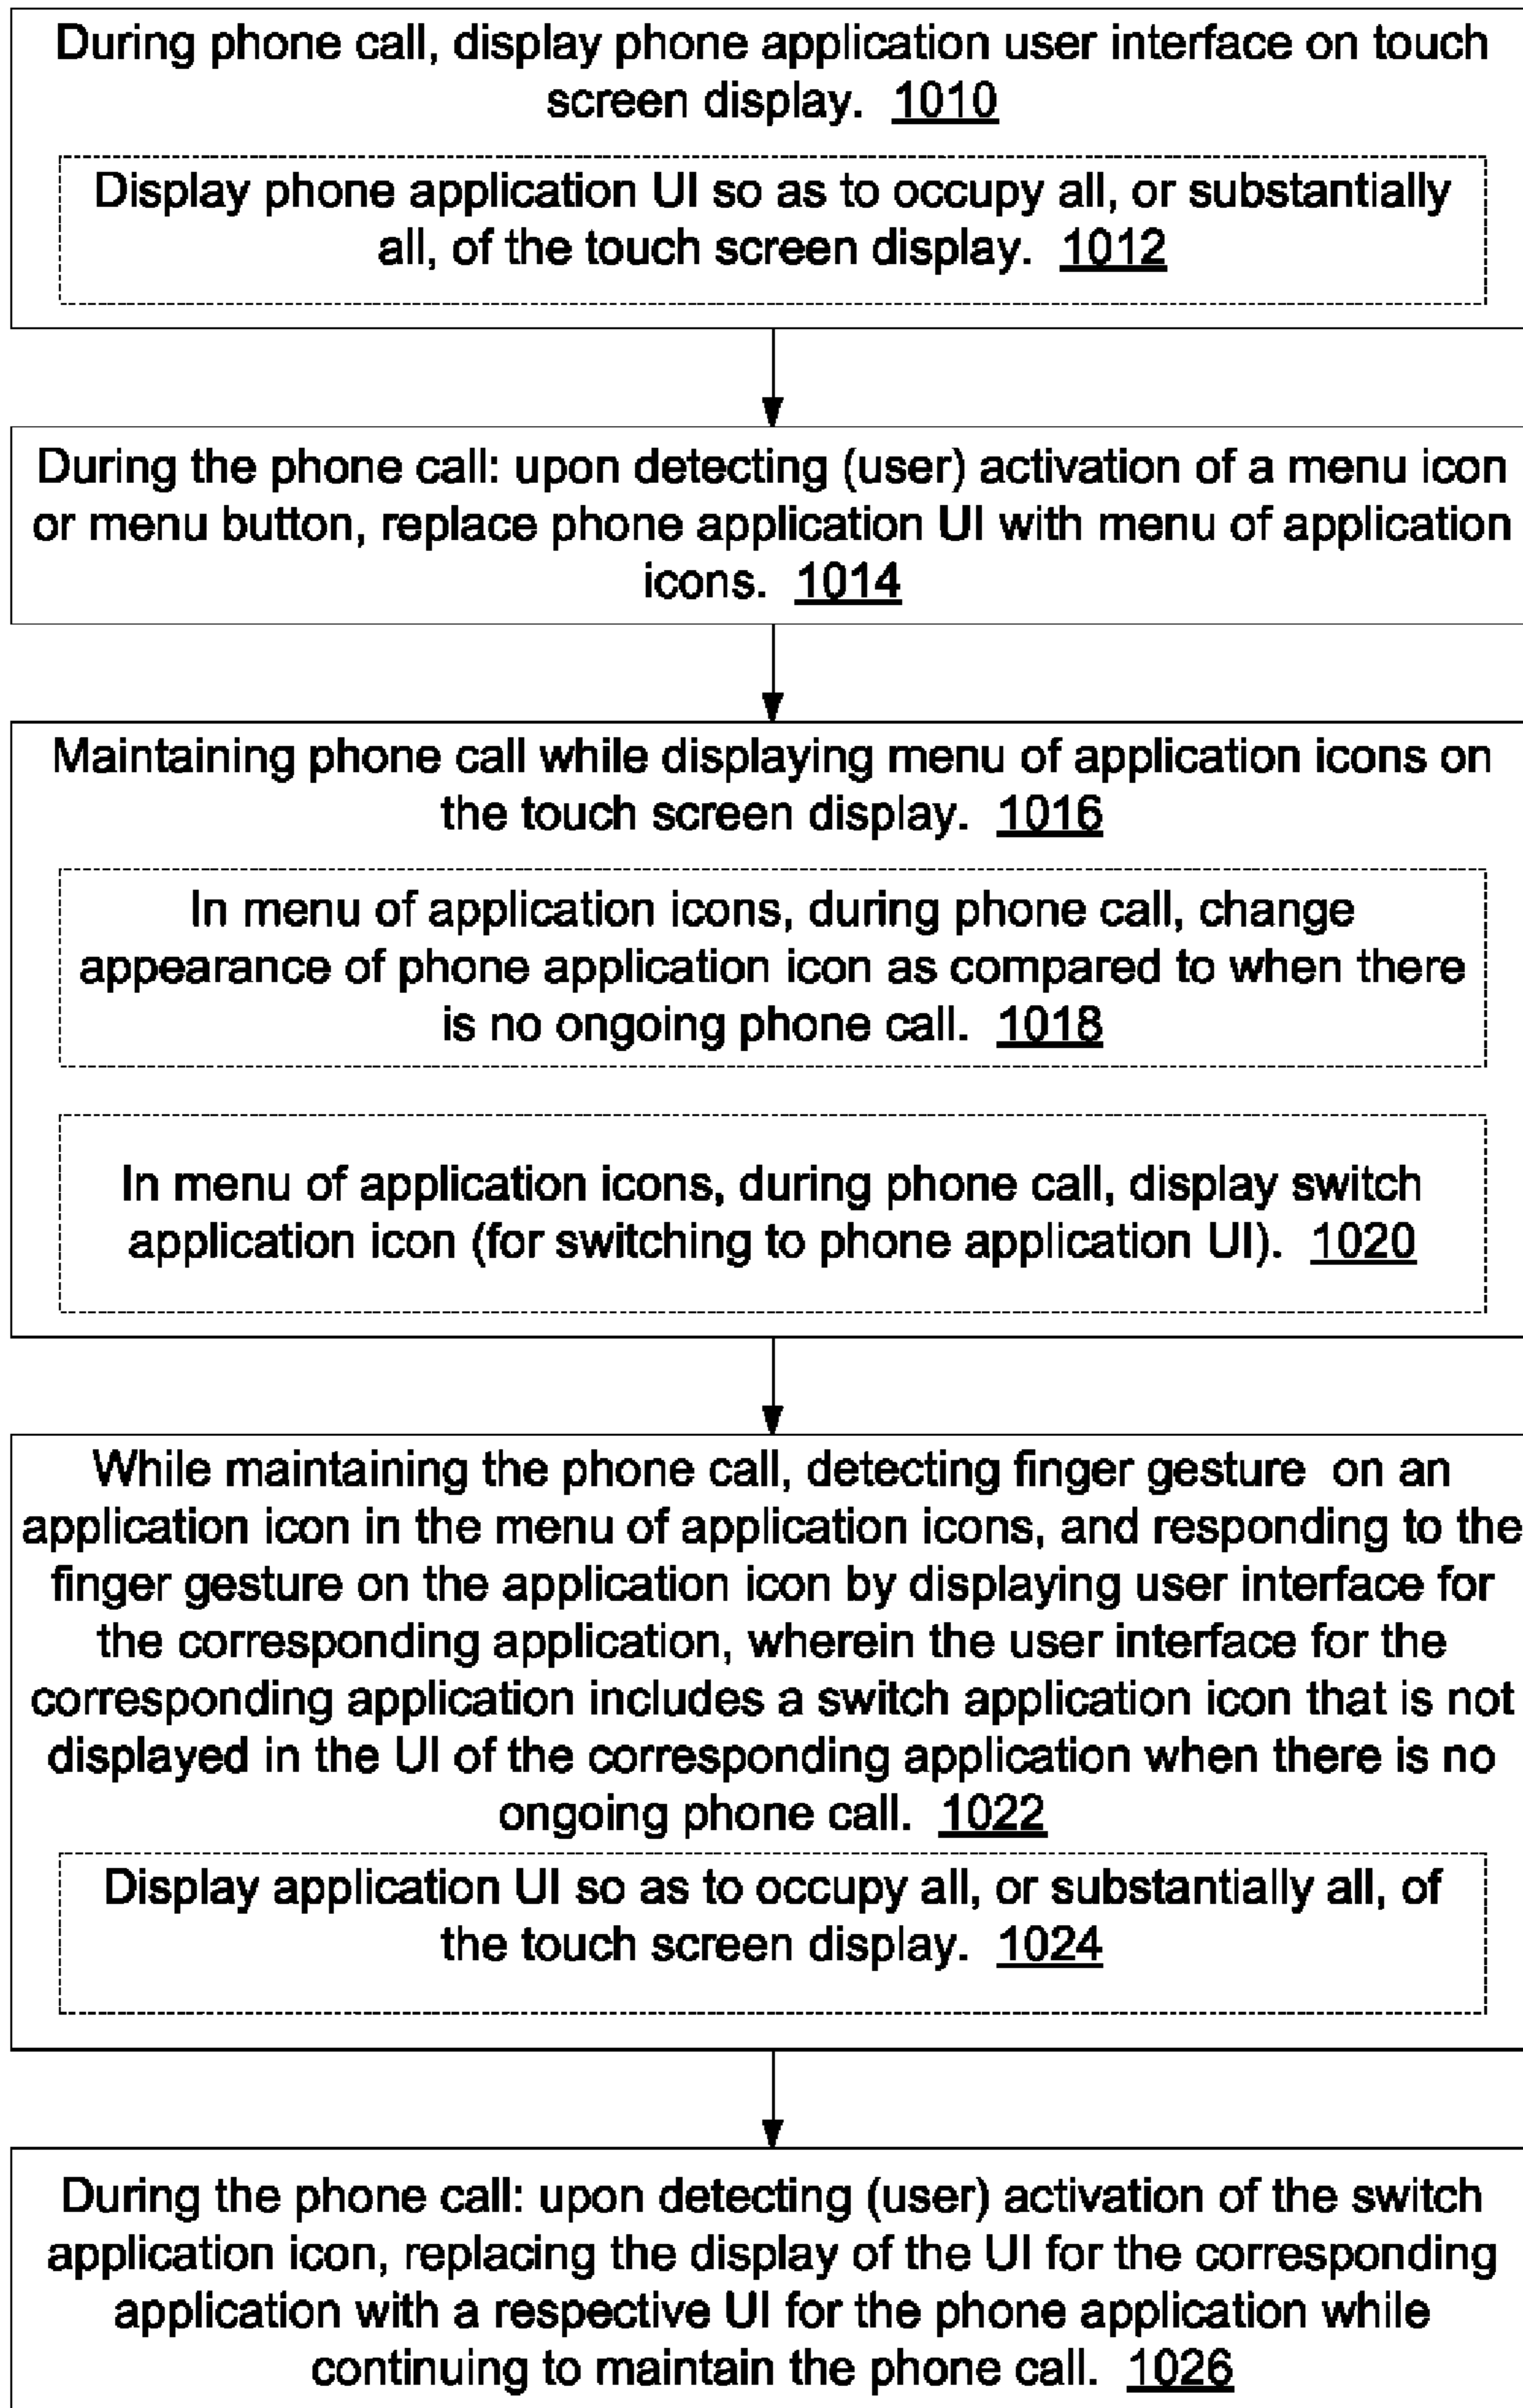 During phone call, display phone application user interface on touch
screen display. 1010
Display phone application UI so as to occupy all, or substantially
all, of the touch screen display. 1012
During the phone call: upon detecting (user) activation of a menu icon
or menu button, replace phone application UI with menu of application
icons. 1014
Maintaining phone call while displaying menu of application icons on
the touch screen display. 1016
In menu of application icons, during phone call, change
appearance of phone application icon as compared to when there
is no ongoing phone call. 1018
In menu of application icons, during phone call, display switch
application icon (for switching to phone application UI). 1020
While maintaining the phone call, detecting finger gesture on an
application icon in the menu of application icons, and responding to the
finger gesture on the application icon by displaying user interface for
the corresponding application, wherein the user interface for the
corresponding application includes a switch application icon that is not
displayed in the UI of the corresponding application when there is no
ongoing phone call. 1022
Display application UI so as to occupy all, or substantially all, of
the touch screen display. 1024
During the phone call: upon detecting (user) activation of the switch
application icon, replacing the display of the UI for the corresponding
application with a respective UI for the phone application while
continuing to maintain the phone call. 1026